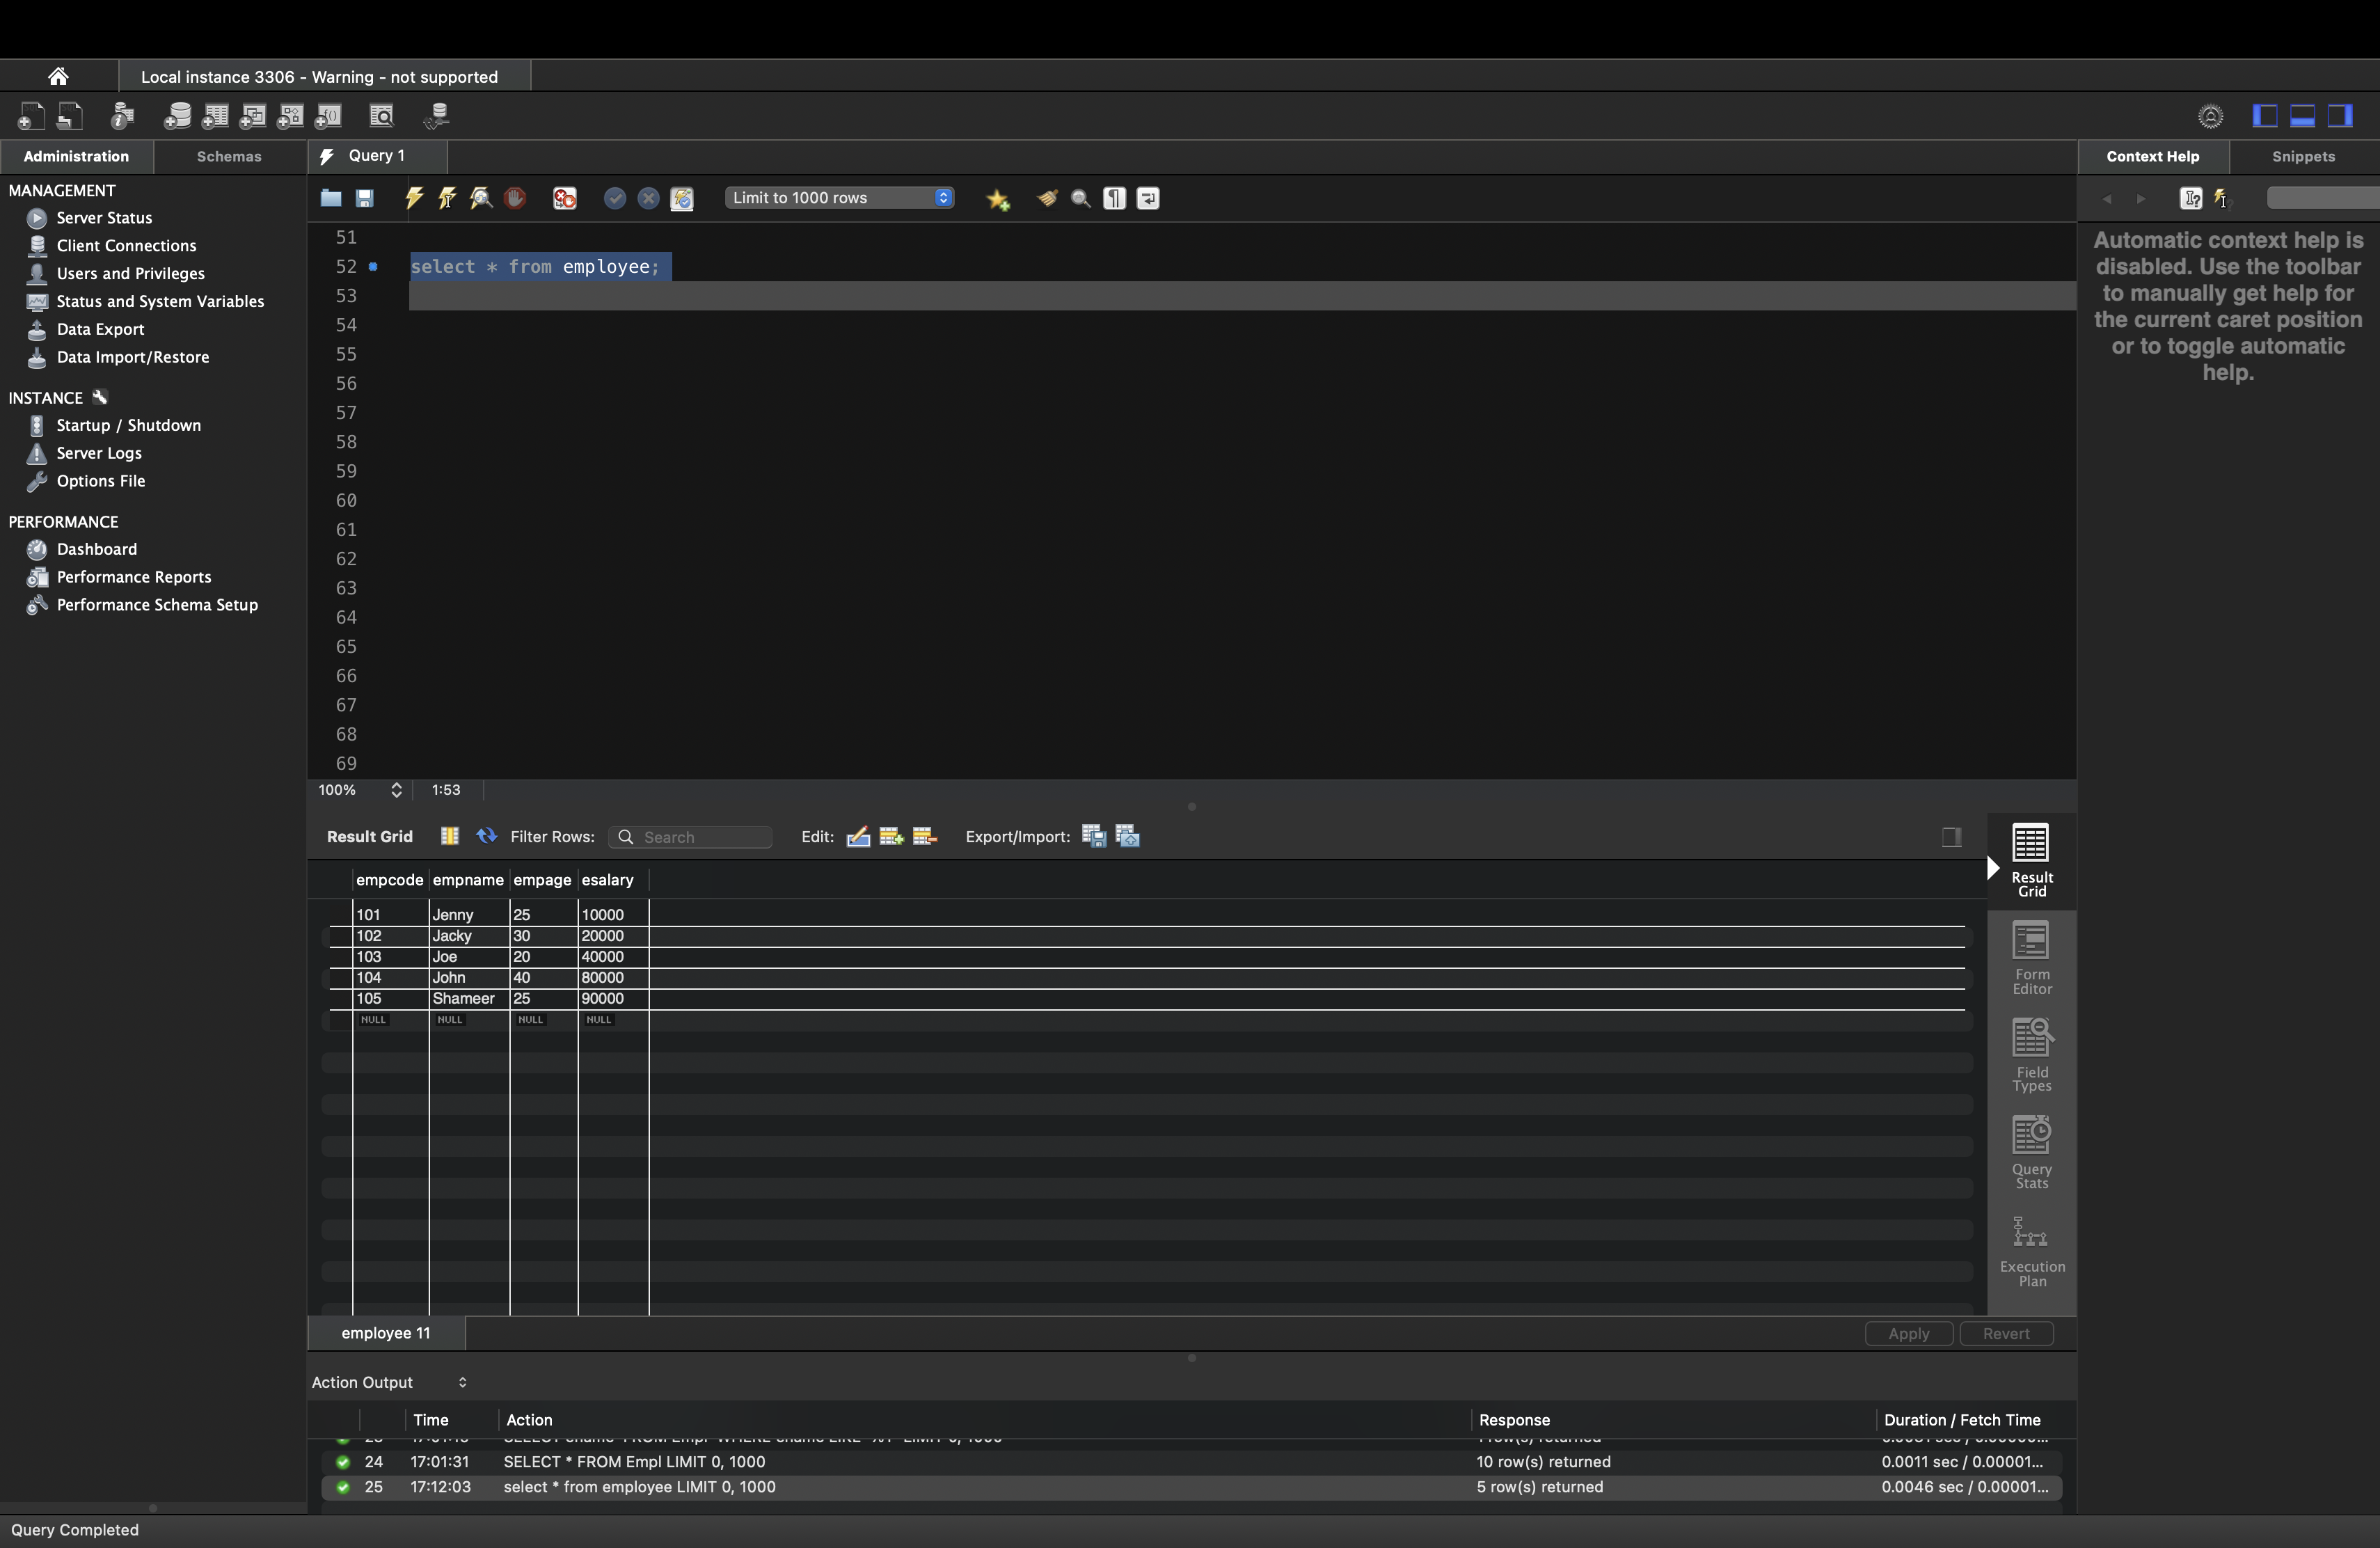 Local instance 3306 - Warning - not supported
Administration Schemas
Query 1
Context Help Snippets
MANAGEMENT
Server Status
Client Connections
Users and Privileges
Status and System Variables
Data Export
Data Import/Restore
INSTANCE
Startup / Shutdown
Server Logs
Options File
PERFORMANCE
Dashboard
Performance Reports
Performance Schema Setup
Limit to 1000 rows
51
52 select * from employee;
53
54
55
56
57
58
59
60
61
62
63
64
65
66
67
68
69
Automatic context help is
disabled. Use the toolbar
to manually get help for
the current caret position
or to toggle automatic
help.
100% 1:53
Result Grid Filter Rows: Search Edit: Export/Import:
empcode empname empage esalary
101 Jenny 25 10000
102 Jacky 30 20000
103 Joe 20 40000
104 John 40 80000
105 Shameer 25 90000
NULL NULL NULL NULL
Result
Grid
Form
Editor
Field
Types
Query
Stats
Execution
Plan
employee 11 Apply Revert
Action Output
Time Action Response Duration / Fetch Time
24 17:01:31 SELECT * FROM Empl LIMIT 0, 1000 10 row(s) returned 0.0011 sec / 0.00001...
25 17:12:03 select * from employee LIMIT 0, 1000 5 row(s) returned 0.0046 sec / 0.00001...
Query Completed